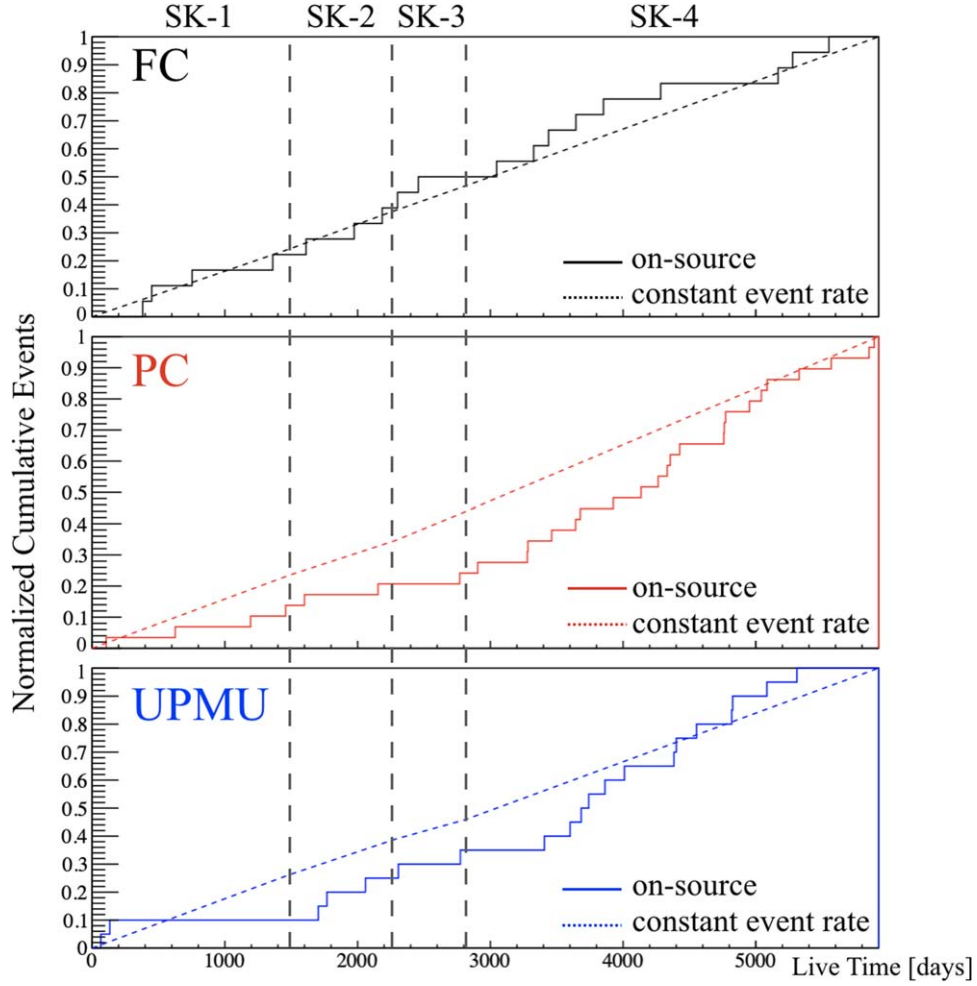 SK-1 SK-2 SK-3 SK-4
FC
1
0.9
0.8
0.7
0.6
0.5
0.4
0.3
0.2
0.1
0
on-source
constant event rate
PC
1
0.9
0.8
0.7
0.6
0.5
0.4
0.3
0.2
0.1
0
on-source
constant event rate
Normalized Cumulative Events
UPMU
1
0.9
0.8
0.7
0.6
0.5
0.4
0.3
0.2
0.1
0
on-source
constant event rate
0 1000 2000 3000 4000 5000 Live Time [days]